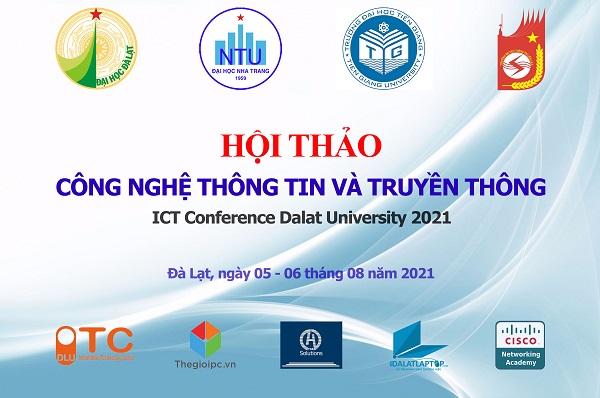 ĐẠI HỌC ĐÀ LẠT
NTU
ĐẠI HỌC NHA TRANG
1959
TRƯỜNG ĐẠI HỌC TIỀN GIANG
TG
TIEN GIANG UNIVERSITY
HỘI THẢO
CÔNG NGHỆ THÔNG TIN VÀ TRUYỀN THÔNG
ICT Conference Dalat University 2021
Đà Lạt, ngày 05 - 06 tháng 08 năm 2021
DLU
TC
Thegioipc.vn
Solutions
DALATLAPTOP
CISCO
Networking
Academy